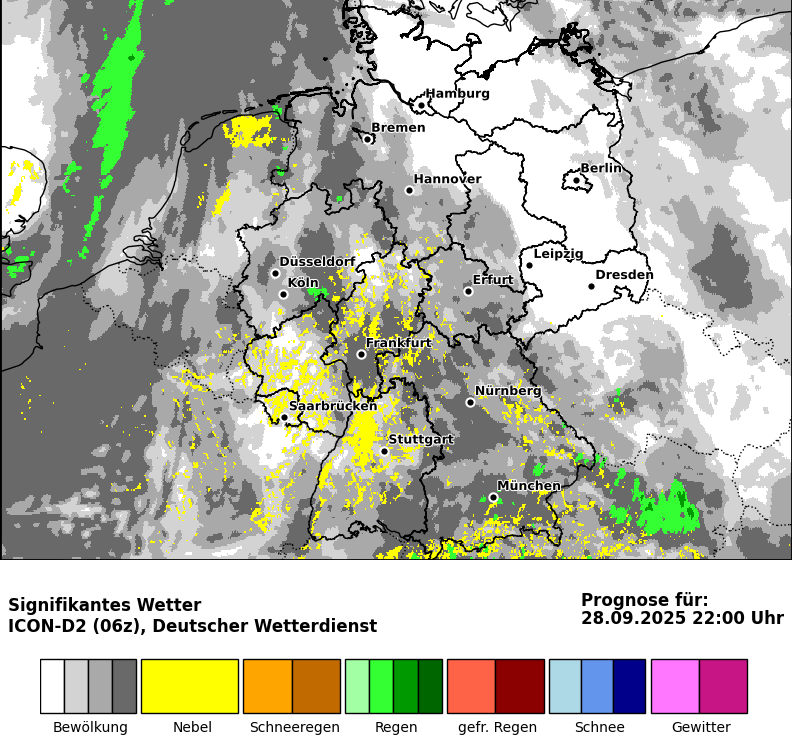 Hamburg
Bremen
Berlin
Hannover
Leipzig
Düsseldorf
Dresden
Köln
Erfurt
Frankfurt
Nürnberg
Saarbrücken
Stuttgart
München
Signifikantes Wetter
ICON-D2 (06z), Deutscher Wetterdienst
Prognose für:
28.09.2025 22:00 Uhr
Bewölkung Nebel Schneeregen Regen gefr. Regen Schnee Gewitter